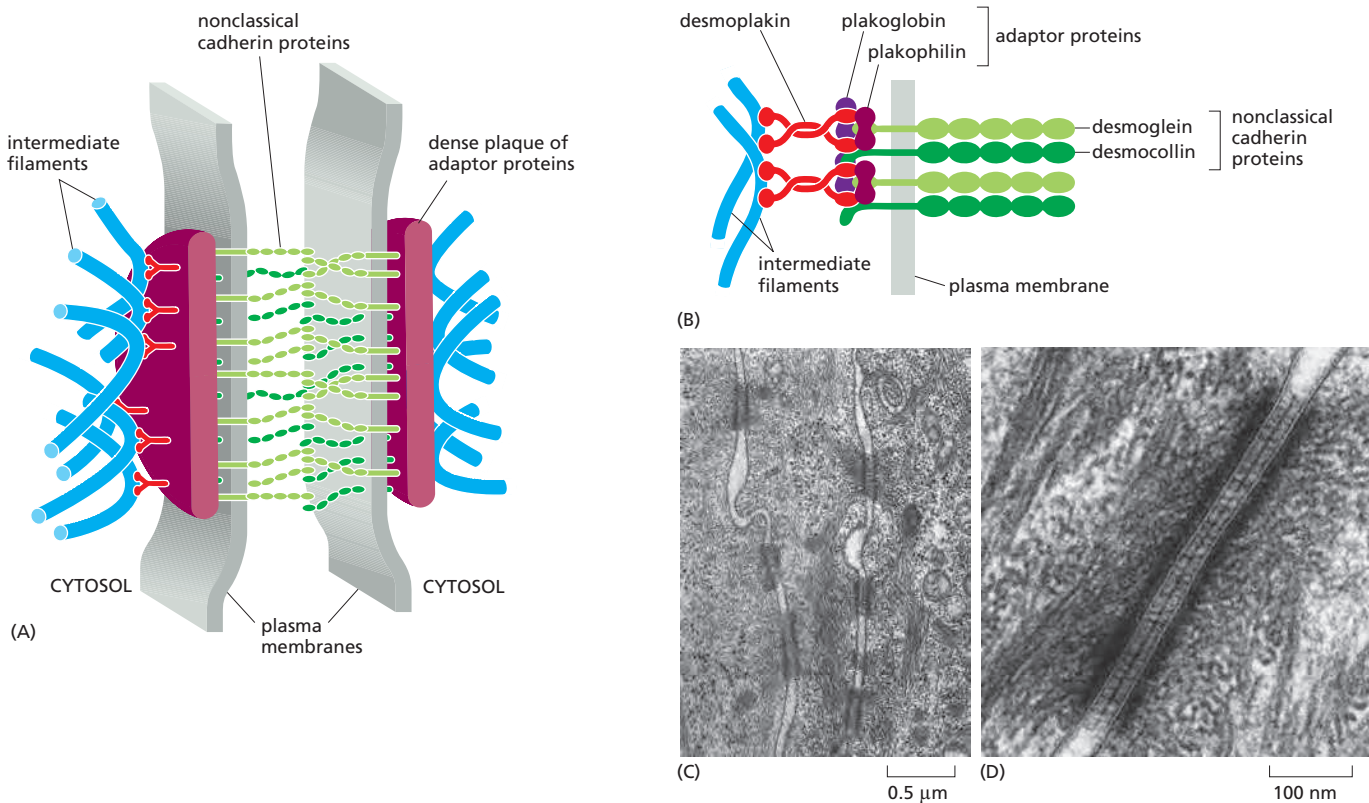 nonclassical
cadherin proteins
intermediate
filaments
dense plaque of
adaptor proteins
CYTOSOL
CYTOSOL
plasma
membranes
(A)
desmoplakin
plakoglobin
plakophilin
adaptor proteins
desmoglein
desmocollin
nonclassical
cadherin
proteins
intermediate
filaments
plasma membrane
(B)
(C)
0.5 μm
(D)
100 nm